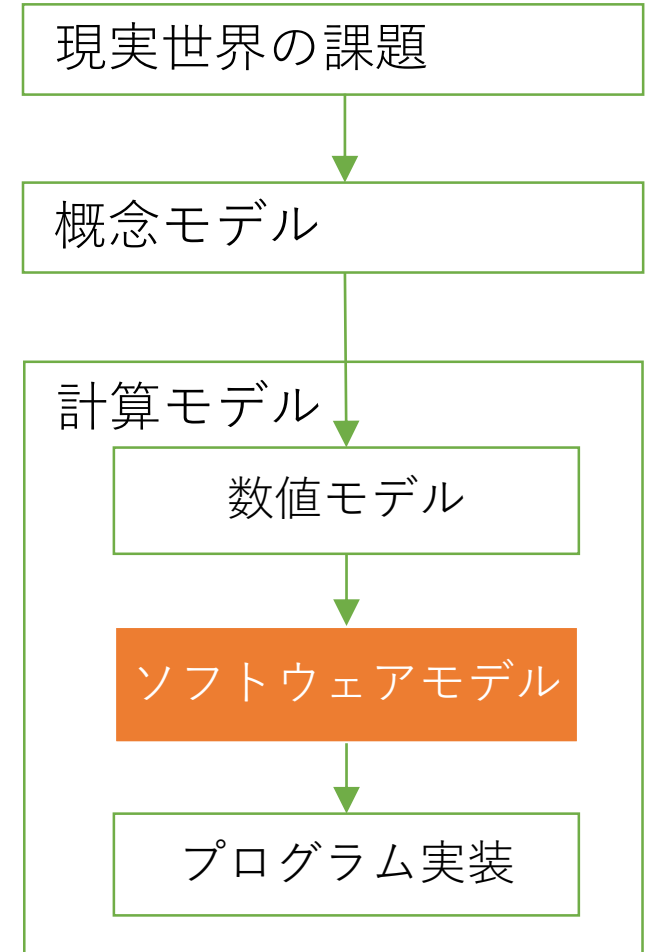 現実世界の課題
概念モデル
計算モデル
数値モデル
ソフトウェアモデル
プログラム実装